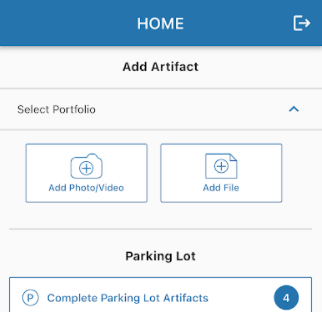 HOME
Add Artifact
Select Portfolio
Add Photo/Video
Add File
Parking Lot
P Complete Parking Lot Artifacts 4